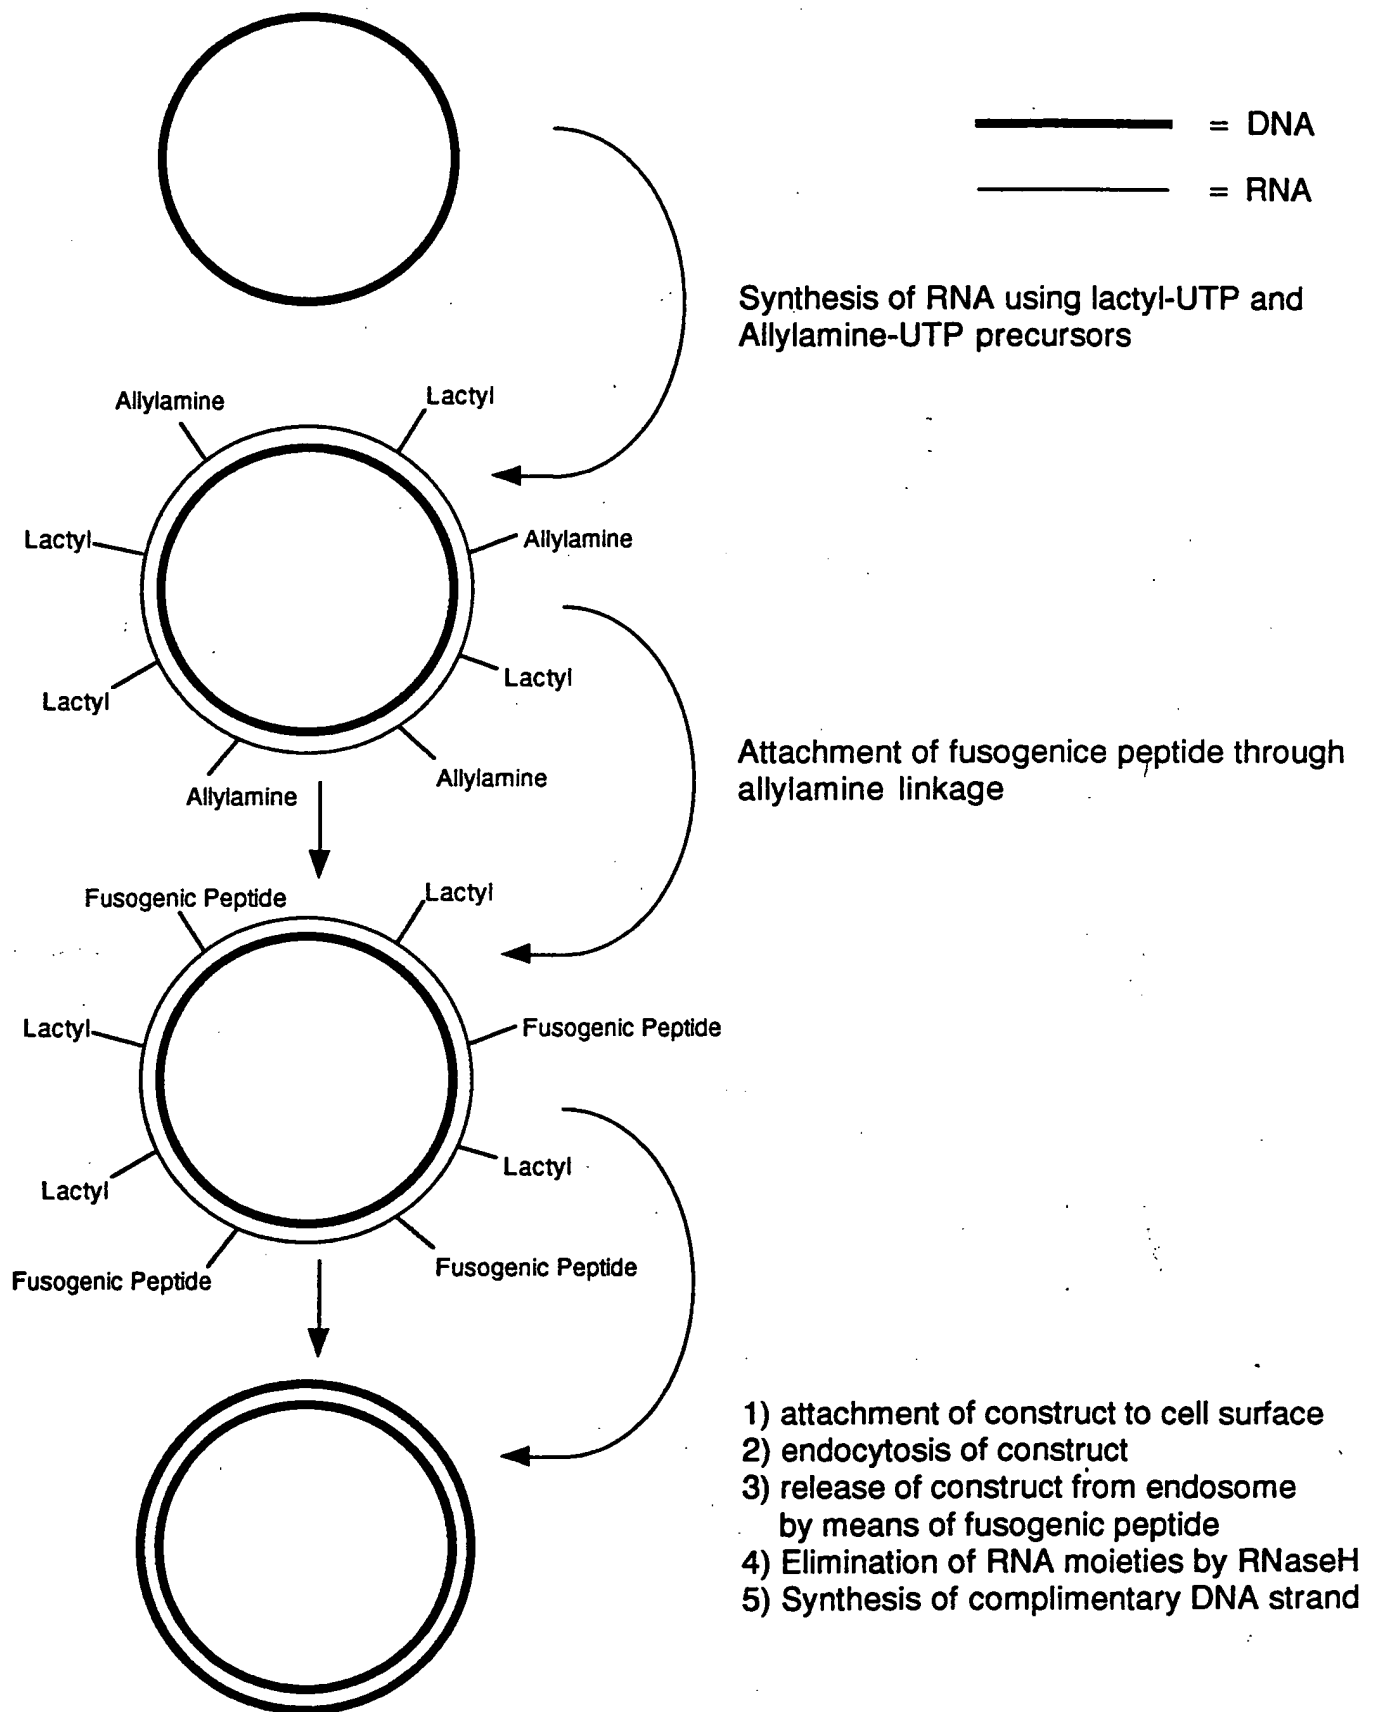 = DNA
= RNA
Synthesis of RNA using lactyl-UTP and
Allylamine-UTP precursors
Allylamine
Lactyl
Lactyl
Allylamine
Lactyl
Lactyl
Allylamine
Allylamine
Attachment of fusogenice peptide through
allylamine linkage
Fusogenic Peptide
Lactyl
Lactyl
Fusogenic Peptide
Lactyl
Lactyl
Fusogenic Peptide
Fusogenic Peptide
1) attachment of construct to cell surface
2) endocytosis of construct
3) release of construct from endosome
by means of fusogenic peptide
4) Elimination of RNA moieties by RNaseH
5) Synthesis of complimentary DNA strand